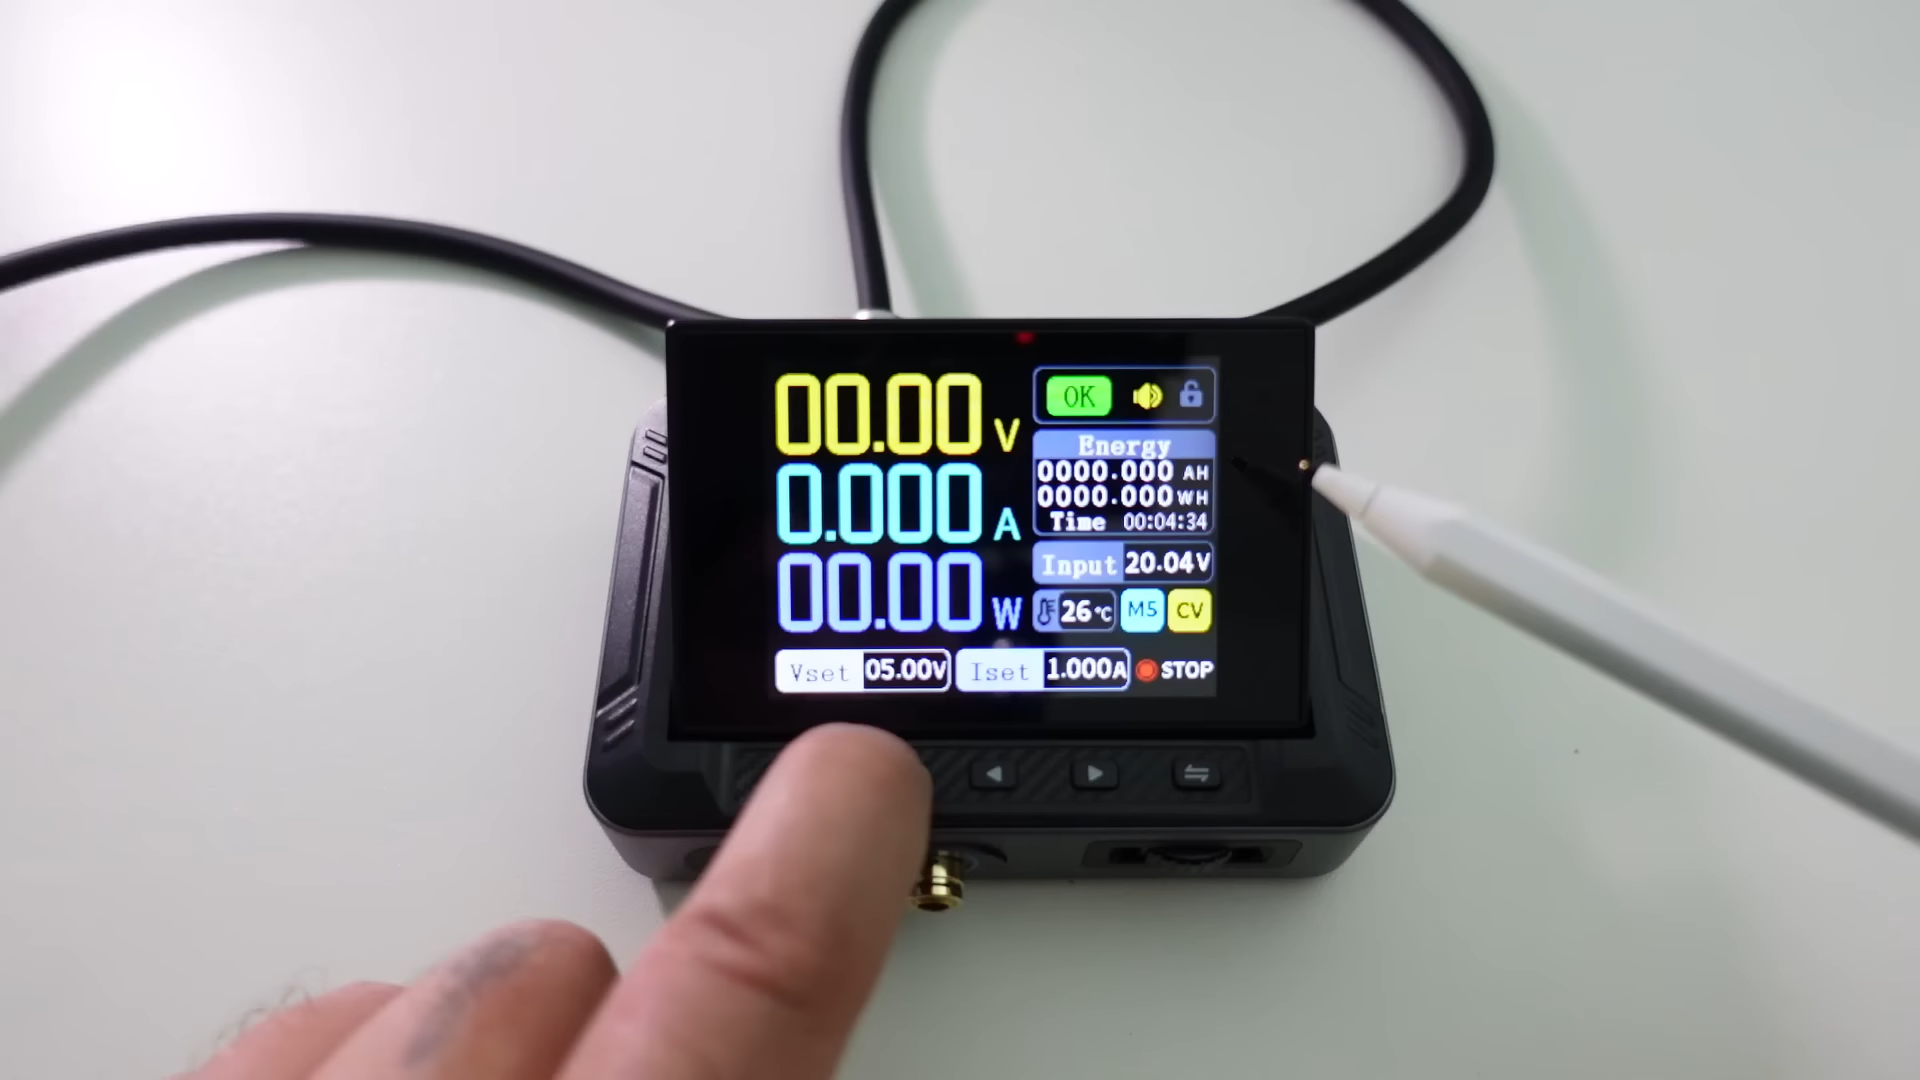 00.00 V
0.000 A
00.00 W
OK
Energy
0000.000 AH
0000.000 WH
Time 00:04:34
Input 20.04V
26°C M5 CV
Vset 05.00V Iset 1.000A STOP